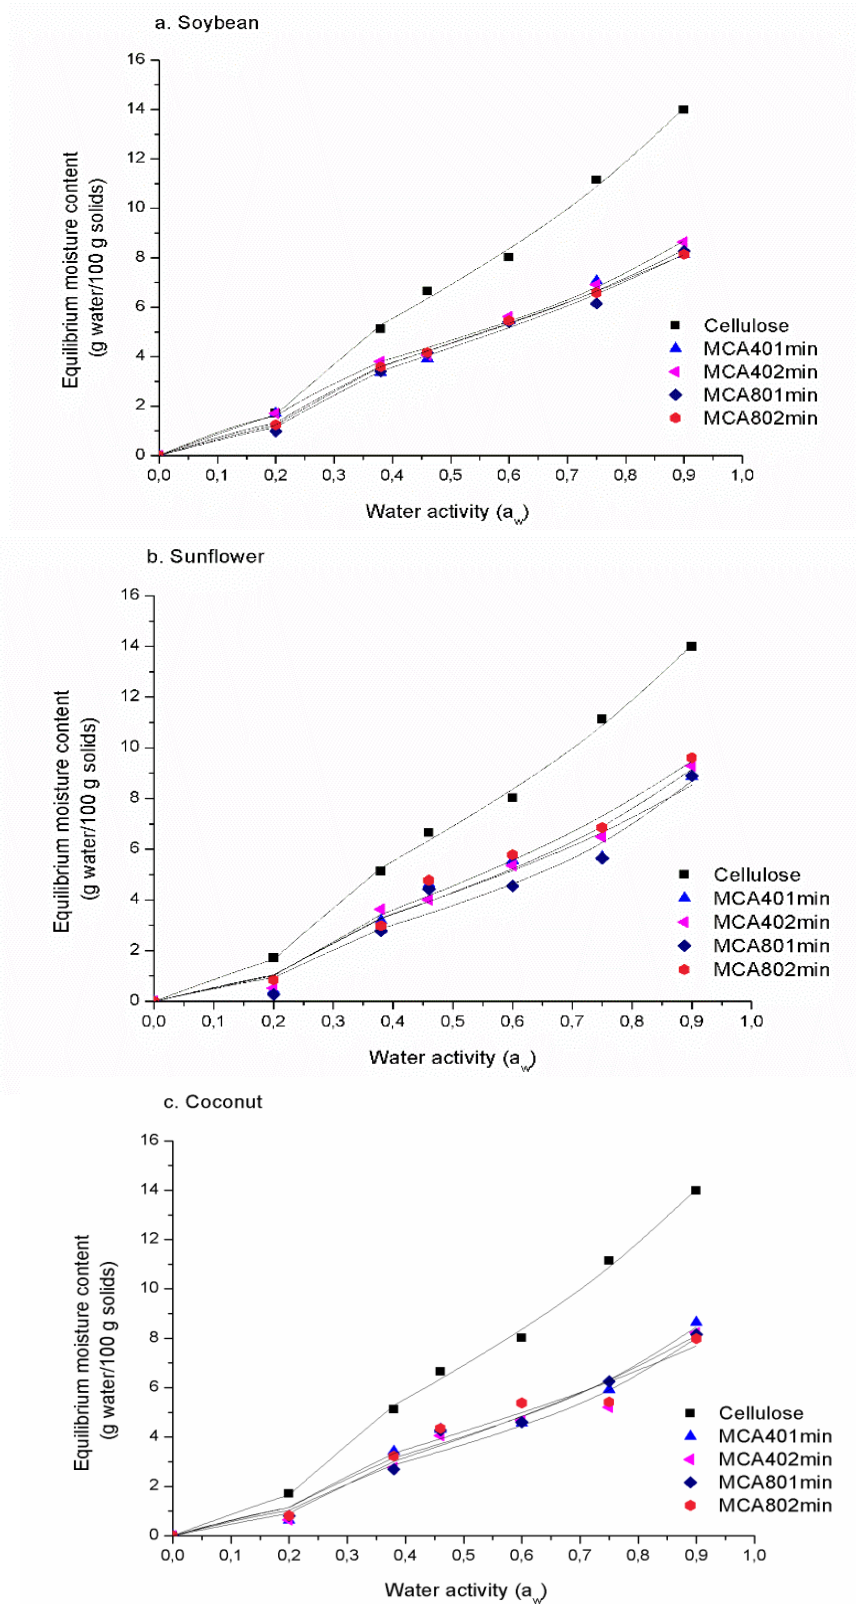 a. Soybean
16
14
12
10
8
6
4
2
0
Equilibrium moisture content
(g water/100 g solids)
Cellulose
MCA401min
MCA402min
MCA801min
MCA802min
0,0 0,1 0,2 0,3 0,4 0,5 0,6 0,7 0,8 0,9 1,0
Water activity (aw)
b. Sunflower
16
14
12
10
8
6
4
2
0
Equilibrium moisture content
(g water/100 g solids)
Cellulose
MCA401min
MCA402min
MCA801min
MCA802min
0,0 0,1 0,2 0,3 0,4 0,5 0,6 0,7 0,8 0,9 1,0
Water activity (aw)
c. Coconut
16
14
12
10
8
6
4
2
0
Equilibrium moisture content
(g water/100 g solids)
Cellulose
MCA401min
MCA402min
MCA801min
MCA802min
0,0 0,1 0,2 0,3 0,4 0,5 0,6 0,7 0,8 0,9 1,0
Water activity (aw)